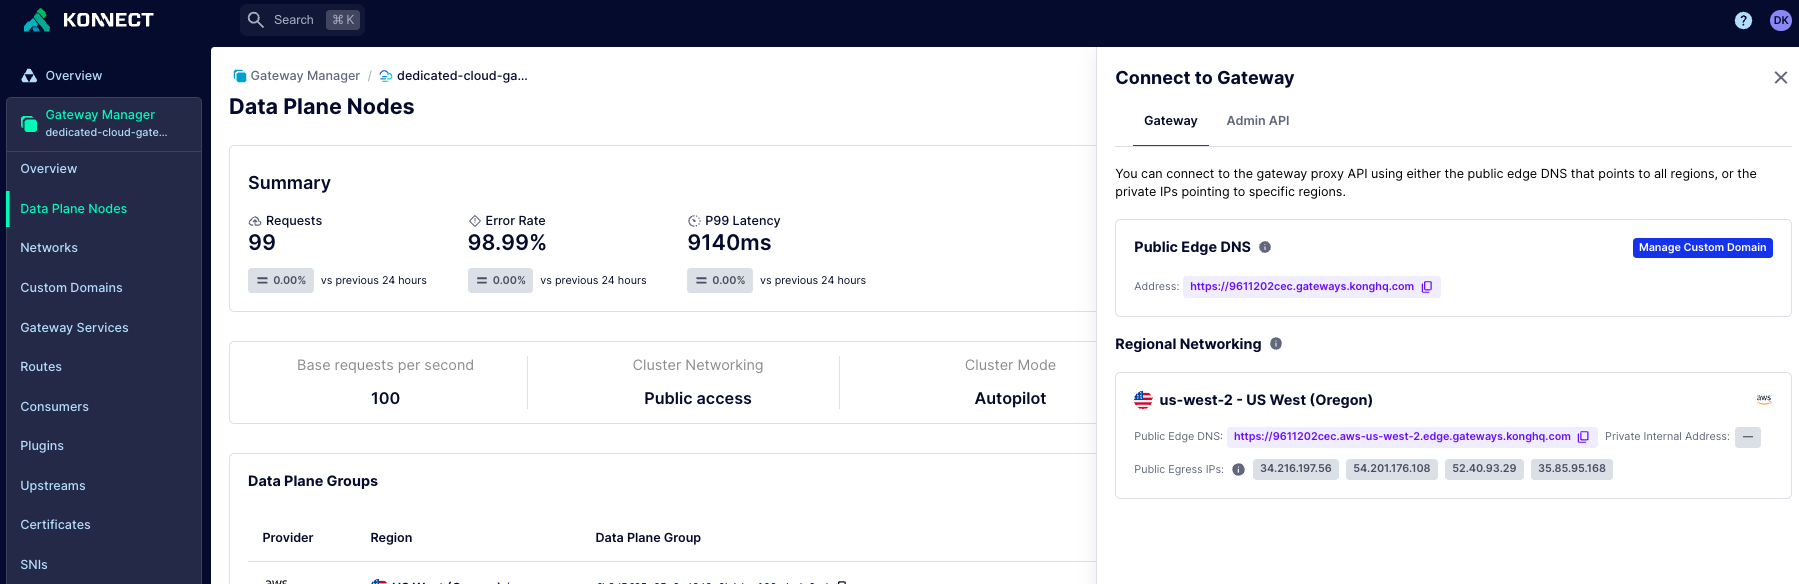 KONNECT
Search ⌘ K
?
DK
Overview
Gateway Manager
dedicated-cloud-gate...
Overview
Data Plane Nodes
Networks
Custom Domains
Gateway Services
Routes
Consumers
Plugins
Upstreams
Certificates
SNIs
Gateway Manager / dedicated-cloud-ga...
Data Plane Nodes
Summary
Requests
99
= 0.00% vs previous 24 hours
Error Rate
98.99%
= 0.00% vs previous 24 hours
P99 Latency
9140ms
= 0.00% vs previous 24 hours
Base requests per second
100
Cluster Networking
Public access
Cluster Mode
Autopilot
Data Plane Groups
Provider Region Data Plane Group
aws
Connect to Gateway
Gateway Admin API
You can connect to the gateway proxy API using either the public edge DNS that points to all regions, or the
private IPs pointing to specific regions.
Public Edge DNS
Manage Custom Domain
Address: https://9611202cec.gateways.konghq.com
Regional Networking
us-west-2 - US West (Oregon)
aws
Public Edge DNS: https://9611202cec.aws-us-west-2.edge.gateways.konghq.com Private Internal Address: —
Public Egress IPs: 34.216.197.56 54.201.176.108 52.40.93.29 35.85.95.168